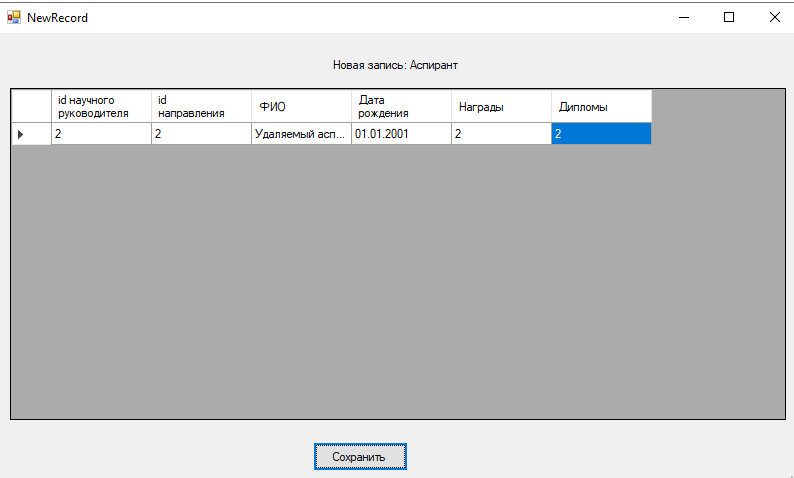 NewRecord
Новая запись: Аспирант
id научного руководителя
id направления
ФИО
Дата рождения
Награды
Дипломы
2
2
Удаляемый асп...
01.01.2001
2
2
Сохранить